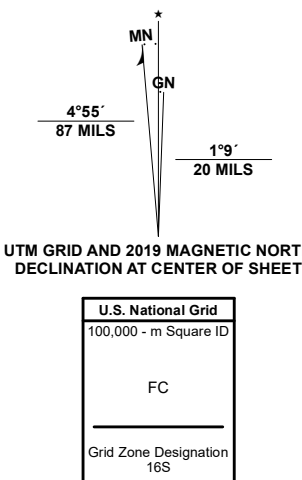 ★
MN
GN
4°55´
87 MILS
1°9´
20 MILS
UTM GRID AND 2019 MAGNETIC NORT
DECLINATION AT CENTER OF SHEET
U.S. National Grid
100,000 - m Square ID
FC
Grid Zone Designation
16S